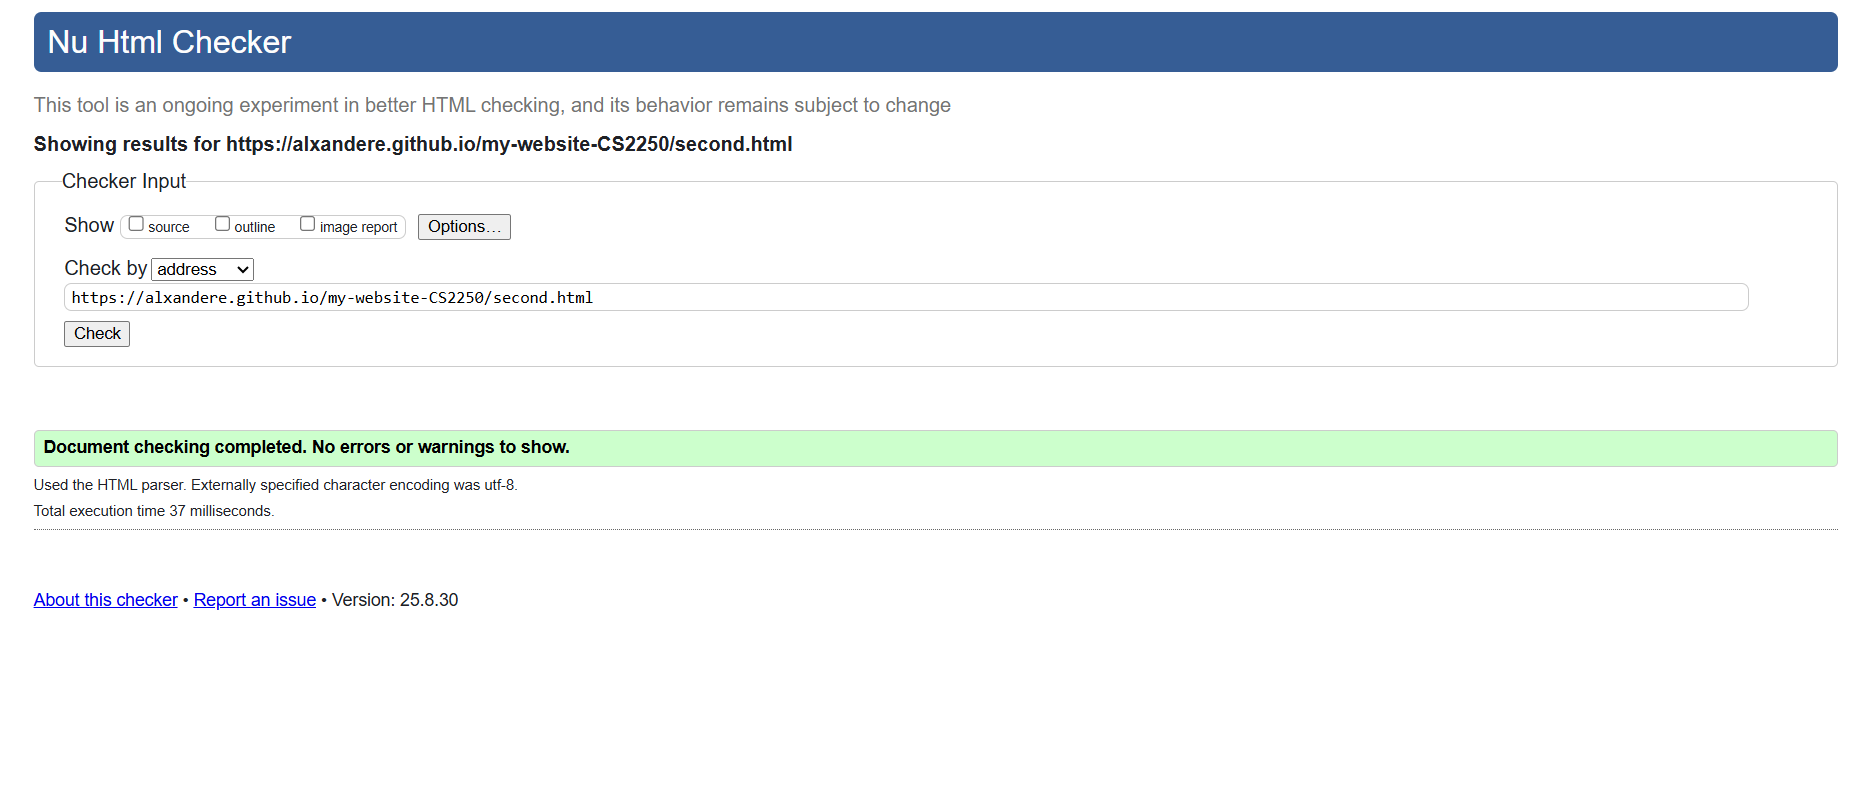 Nu Html Checker
This tool is an ongoing experiment in better HTML checking, and its behavior remains subject to change
Showing results for https://alxandere.github.io/my-website-CS2250/second.html
Checker Input
Show source outline image report Options...
Check by address
https://alxandere.github.io/my-website-CS2250/second.html
Check
Document checking completed. No errors or warnings to show.
Used the HTML parser. Externally specified character encoding was utf-8.
Total execution time 37 milliseconds.
About this checker • Report an issue • Version: 25.8.30